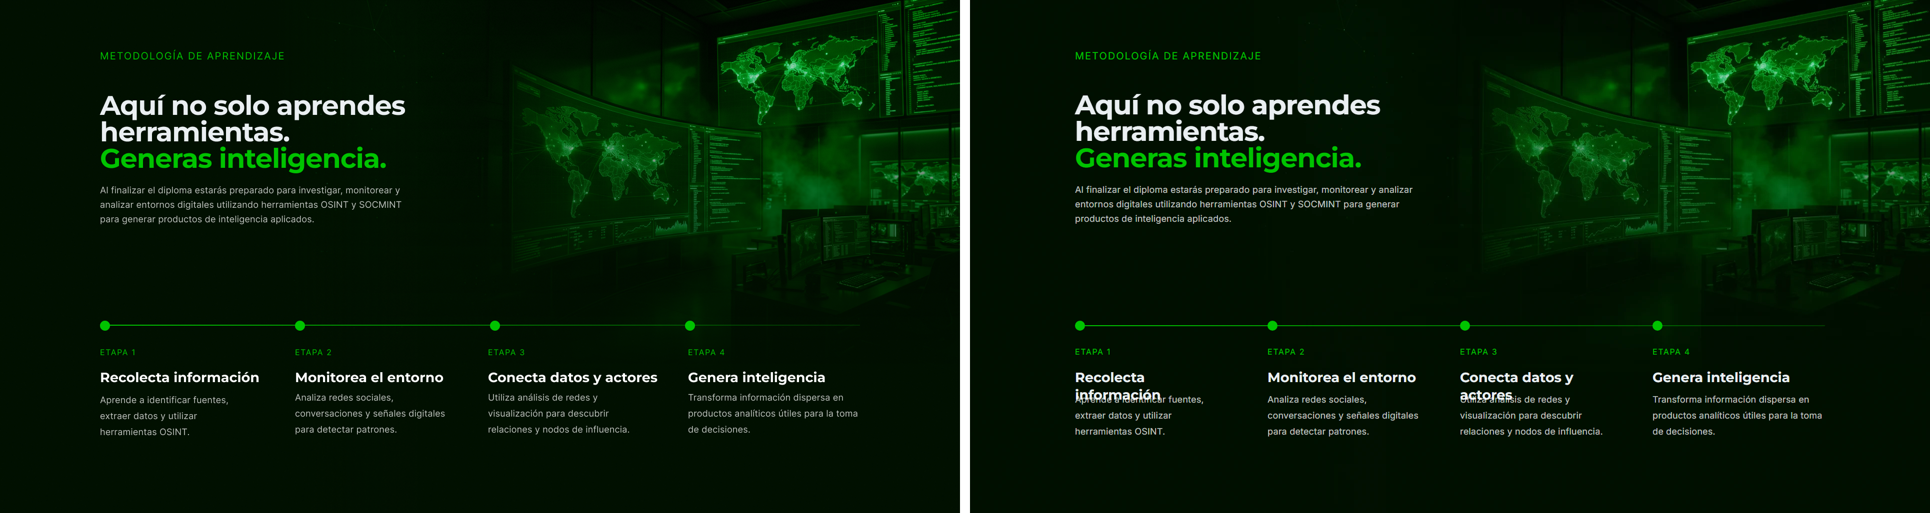 METODOLOGÍA DE APRENDIZAJE
Aquí no solo aprendes
herramientas.
Generas inteligencia.
Al finalizar el diploma estarás preparado para investigar, monitorear y
analizar entornos digitales utilizando herramientas OSINT y SOCMINT
para generar productos de inteligencia aplicados.
ETAPA 1
Recolecta información
Aprende a identificar fuentes,
extraer datos y utilizar
herramientas OSINT.
ETAPA 2
Monitorea el entorno
Analiza redes sociales,
conversaciones y señales digitales
para detectar patrones.
ETAPA 3
Conecta datos y actores
Utiliza análisis de redes y
visualización para descubrir
relaciones y nodos de influencia.
ETAPA 4
Genera inteligencia
Transforma información dispersa en
productos analíticos útiles para la toma
de decisiones.
METODOLOGÍA DE APRENDIZAJE
Aquí no solo aprendes
herramientas.
Generas inteligencia.
Al finalizar el diploma estarás preparado para investigar, monitorear y analizar
entornos digitales utilizando herramientas OSINT y SOCMINT para generar
productos de inteligencia aplicados.
ETAPA 1
Recolecta
información
Aprende a identificar fuentes,
extraer datos y utilizar
herramientas OSINT.
ETAPA 2
Monitorea el entorno
Analiza redes sociales,
conversaciones y señales digitales
para detectar patrones.
ETAPA 3
Conecta datos y
actores
Utiliza análisis de redes y
visualización para descubrir
relaciones y nodos de influencia.
ETAPA 4
Genera inteligencia
Transforma información dispersa en
productos analíticos útiles para la toma
de decisiones.